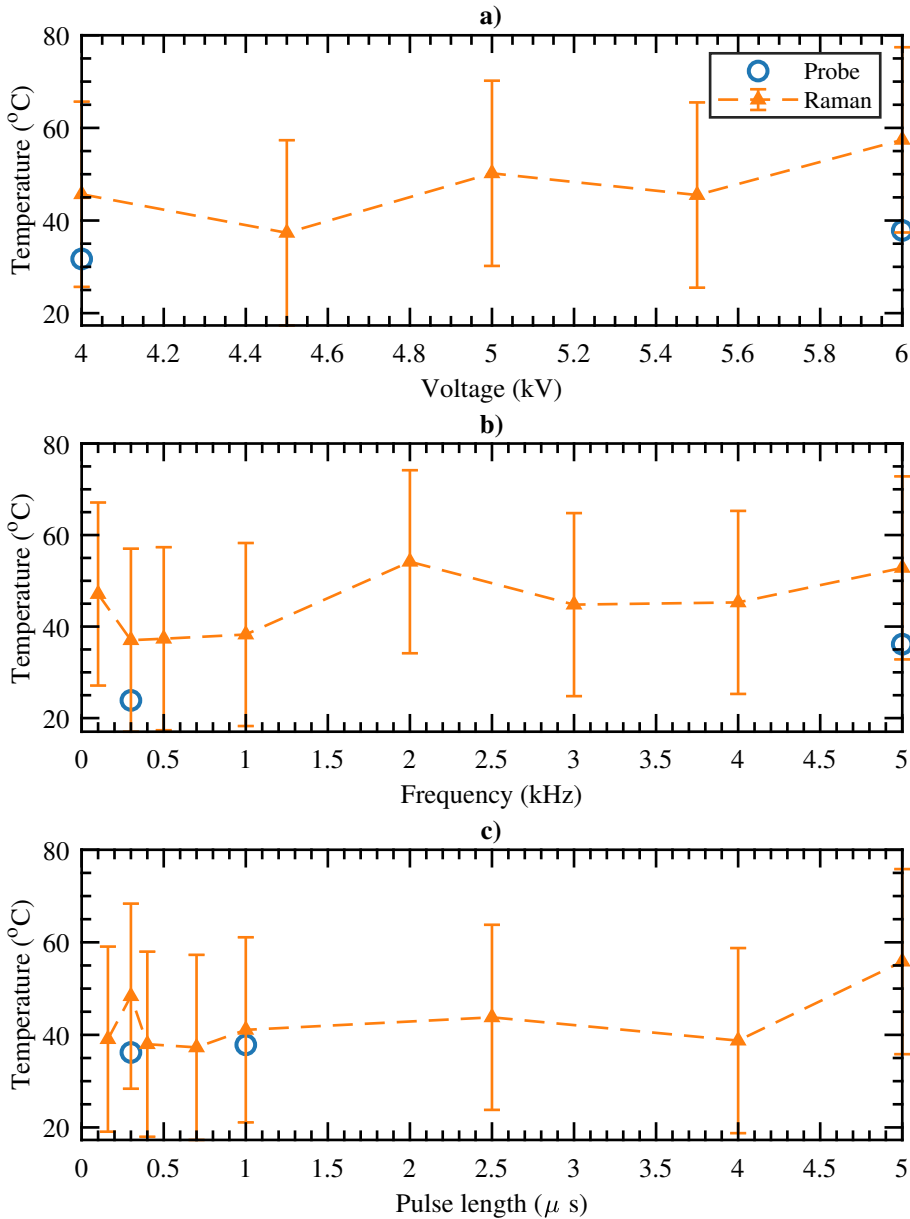 a)
80
60
40
20
Temperature (°C)
Probe
Raman
4 4.2 4.4 4.6 4.8 5 5.2 5.4 5.6 5.8 6
Voltage (kV)
b)
80
60
40
20
Temperature (°C)
0 0.5 1 1.5 2 2.5 3 3.5 4 4.5 5
Frequency (kHz)
c)
80
60
40
20
Temperature (°C)
0 0.5 1 1.5 2 2.5 3 3.5 4 4.5 5
Pulse length (μ s)